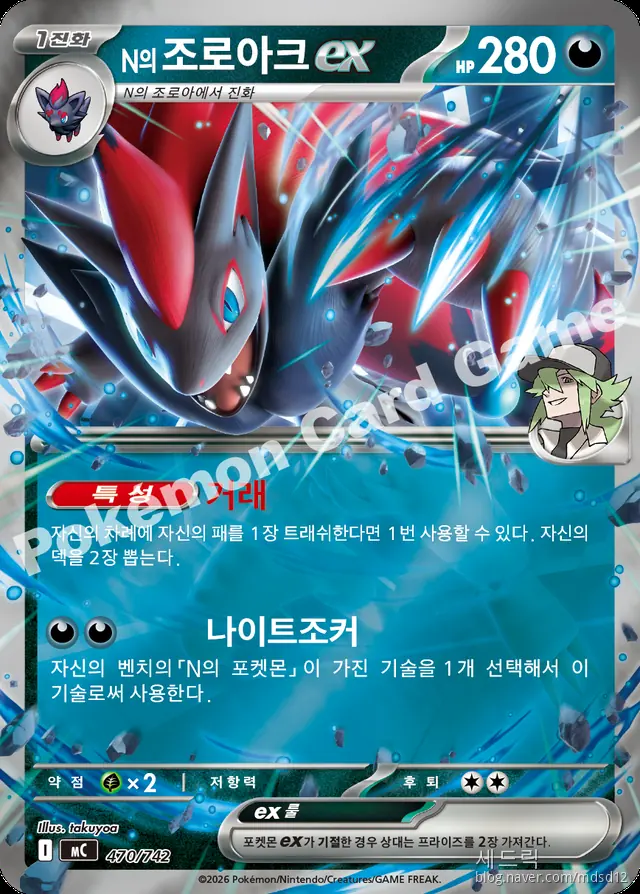 1진화
N의 조로아크 ex
HP 280
N의 조로아에서 진화
Pokémon Card Game
특성 거래
자신의 차례에 자신의 패를 1장 트래쉬한다면 1번 사용할 수 있다. 자신의
덱을 2장 뽑는다.
나이트조커
자신의 벤치의 「N의 포켓몬」이 가진 기술을 1개 선택해서 이
기술로써 사용한다.
약점 ×2 저항력 후퇴
ex 룰
포켓몬 ex가 기절한 경우 상대는 프라이즈를 2장 가져간다.
Illus. takuyoa
I MC 470/742
©2026 Pokémon/Nintendo/Creatures/GAME FREAK.
세드릭
blog.naver.com/mdsd12